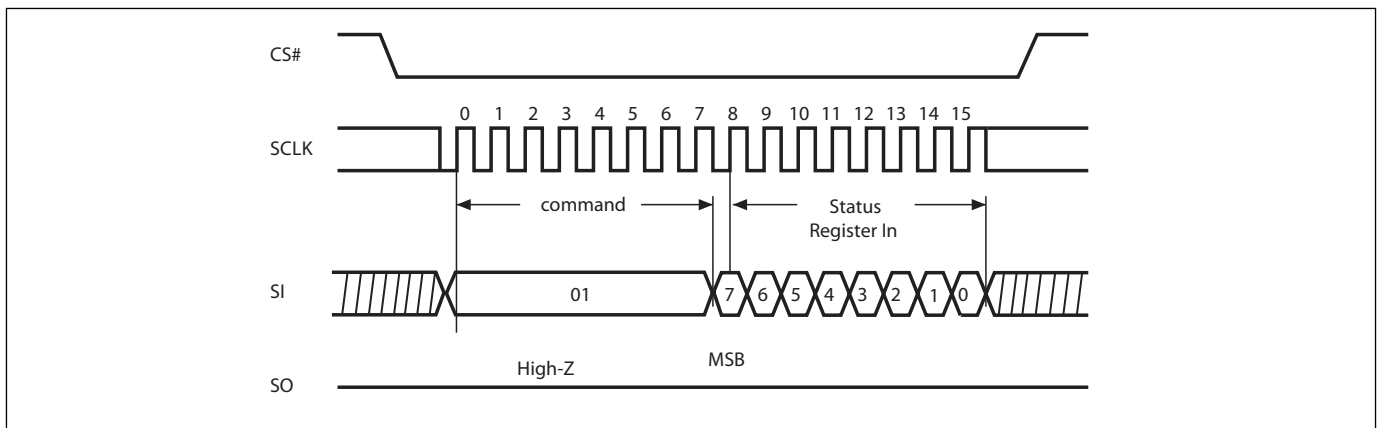 CS#
0 1 2 3 4 5 6 7 8 9 10 11 12 13 14 15
SCLK
command
Status
Register In
SI
01
7 6 5 4 3 2 1 0
High-Z
MSB
SO